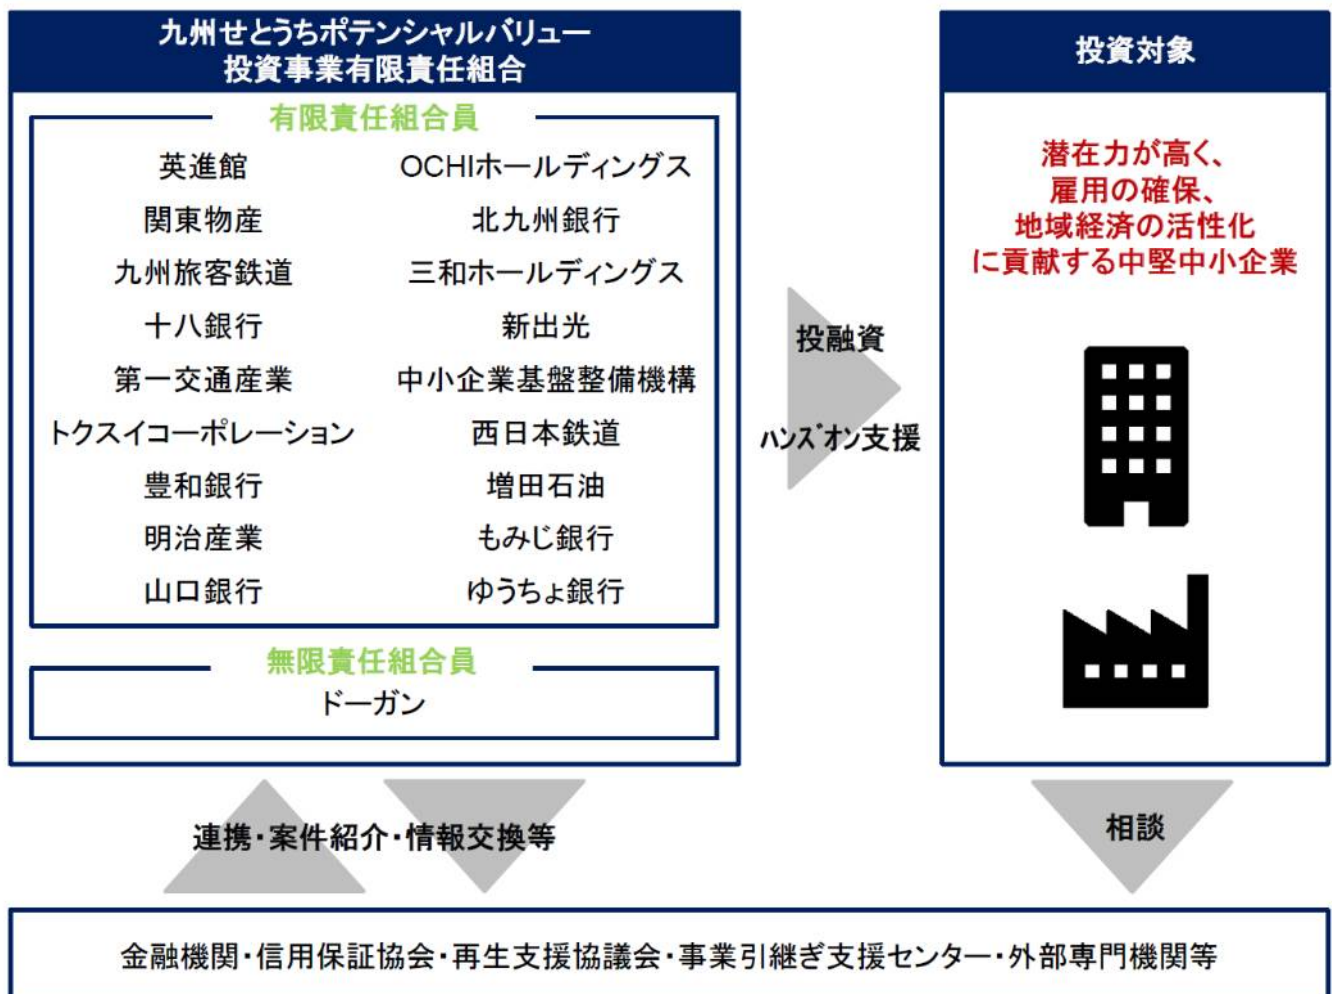 九州せとうちポテンシャルバリュー
投資事業有限責任組合
有限責任組合員
英進館 OCHIホールディングス
関東物産 北九州銀行
九州旅客鉄道 三和ホールディングス
十八銀行 新出光
第一交通産業 中小企業基盤整備機構
トクスイコーポレーション 西日本鉄道
豊和銀行 増田石油
明治産業 もみじ銀行
山口銀行 ゆうちょ銀行
無限責任組合員
ドーガン
投融資
ﾊﾝｽﾞｵﾝ支援
投資対象
潜在力が高く、
雇用の確保、
地域経済の活性化
に貢献する中堅中小企業
連携・案件紹介・情報交換等
相談
金融機関・信用保証協会・再生支援協議会・事業引継ぎ支援センター・外部専門機関等